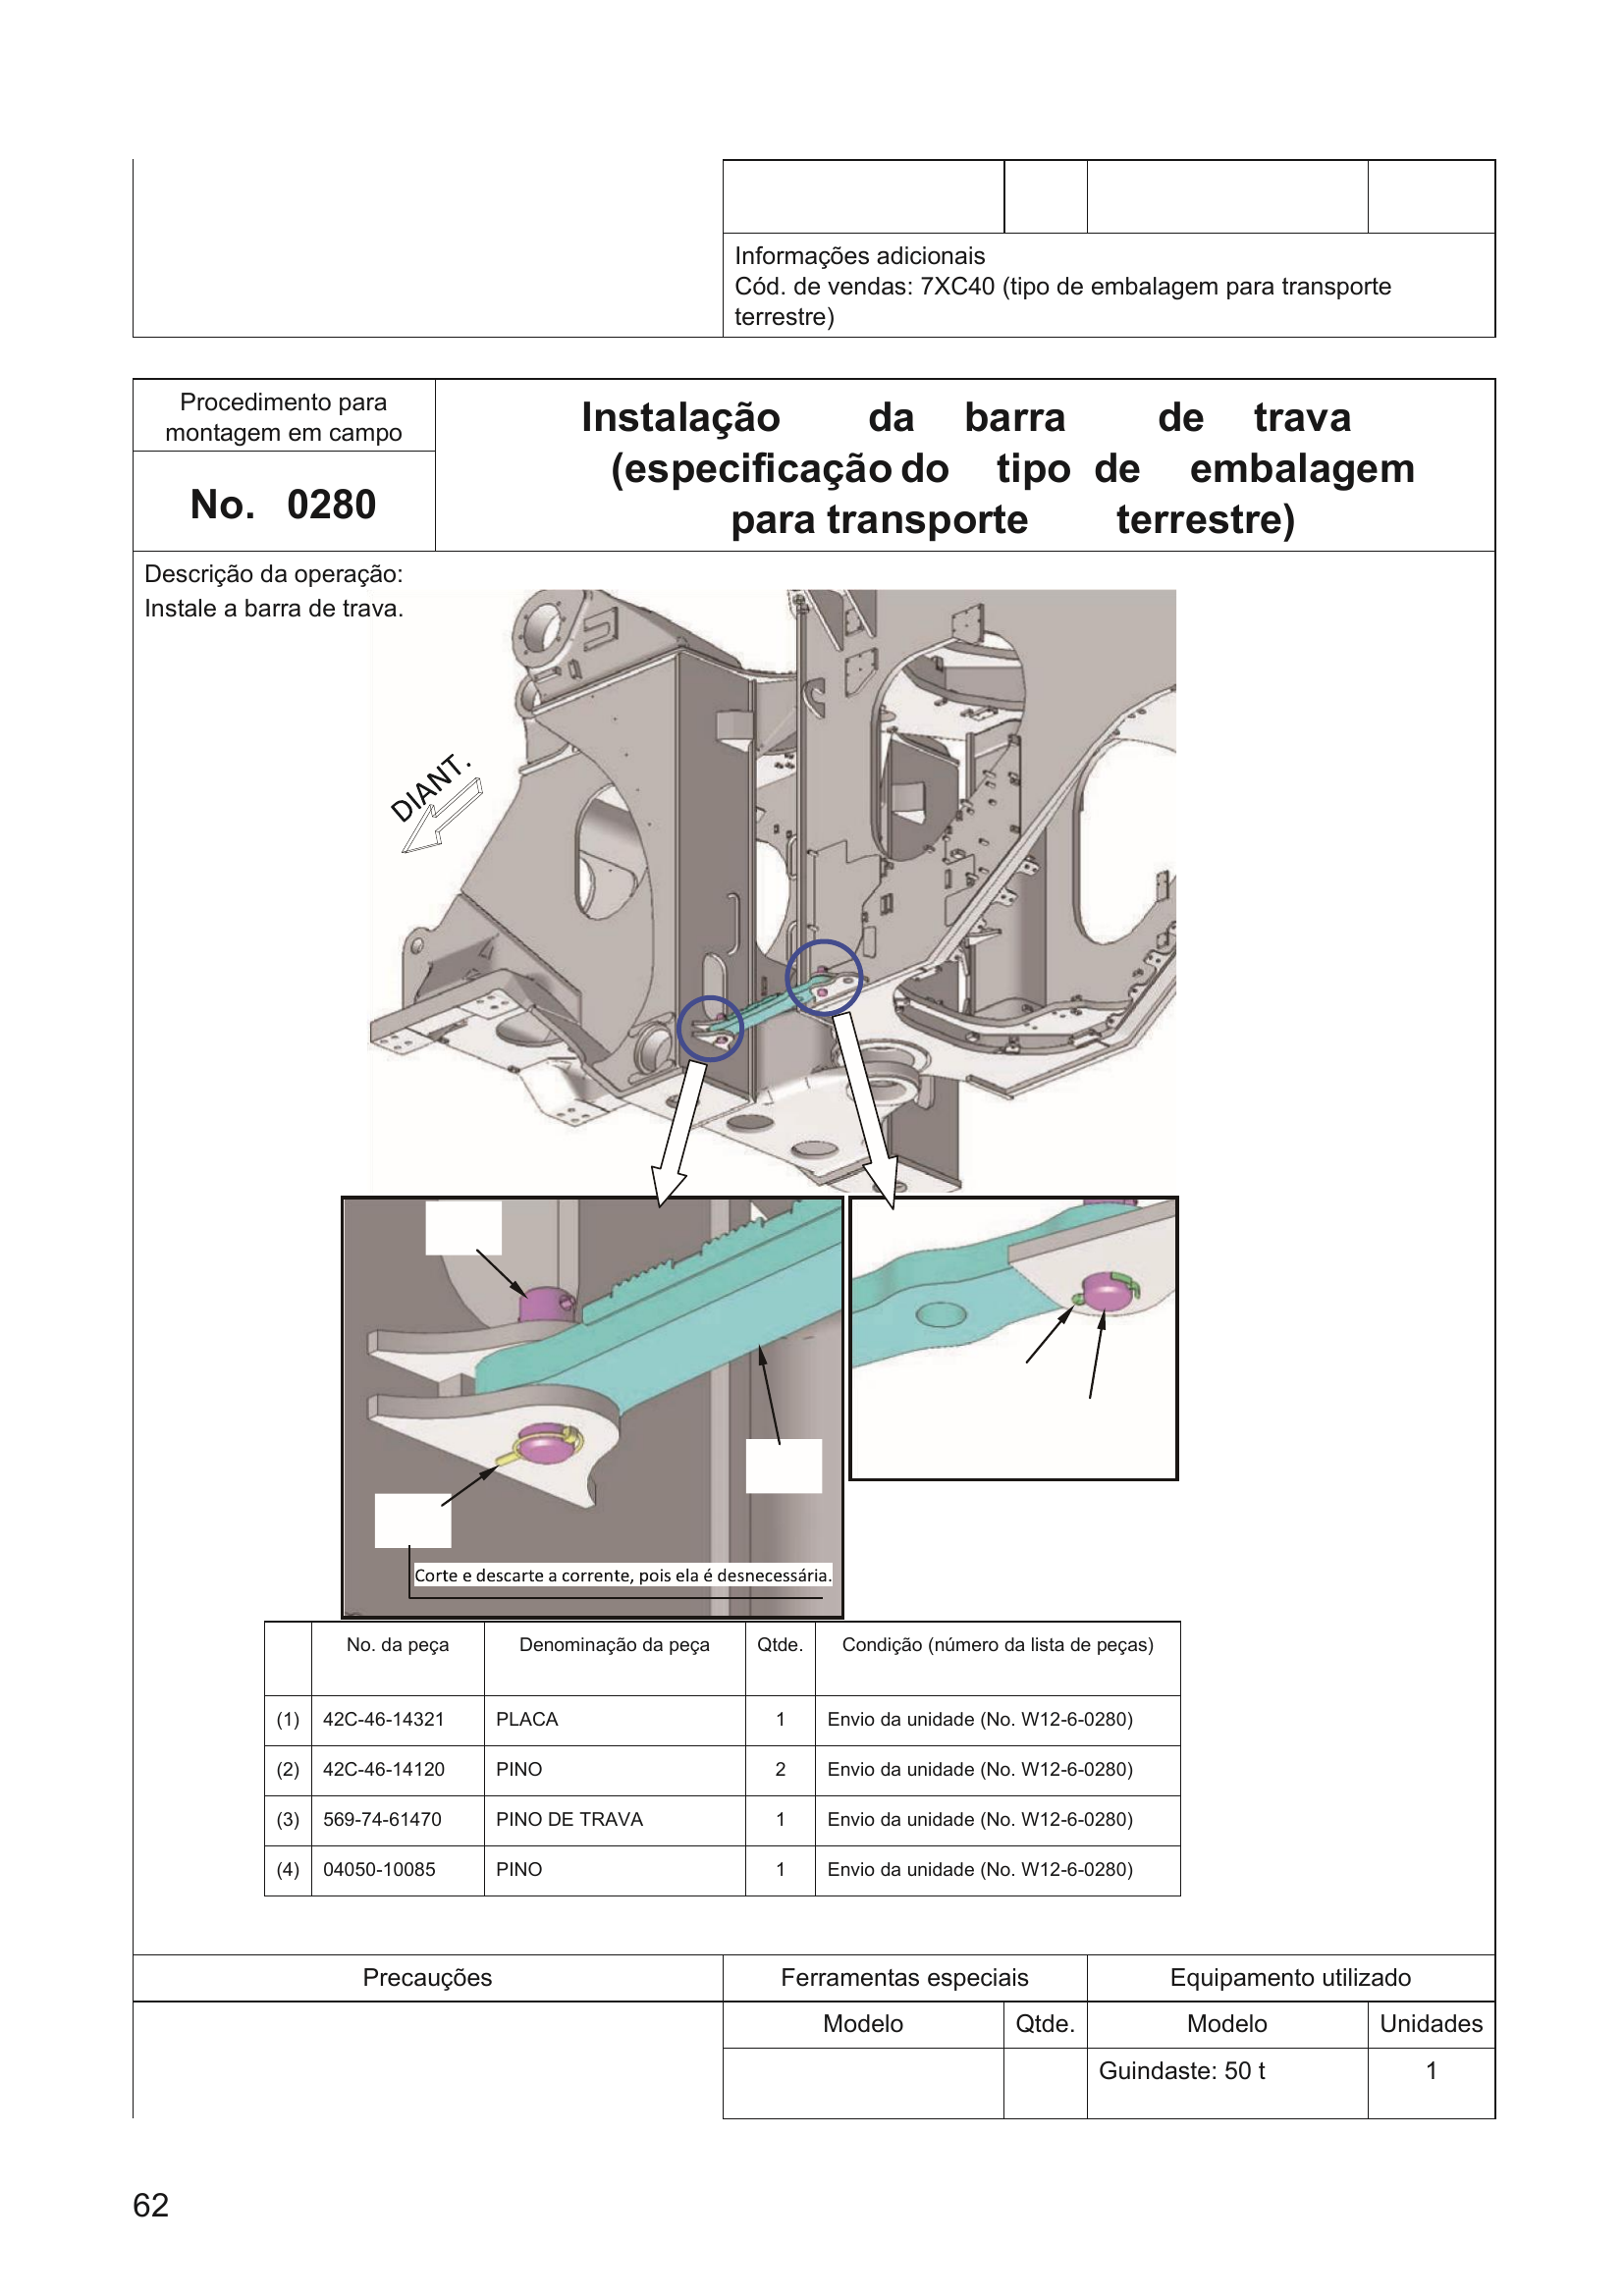 Informações adicionais
Cód. de vendas: 7XC40 (tipo de embalagem para transporte
terrestre)
Procedimento para
montagem em campo
No. 0280
Instalação da barra de trava
(especificação do tipo de embalagem
para transporte terrestre)
Descrição da operação:
Instale a barra de trava.
DIANT.
Corte e descarte a corrente, pois ela é desnecessária.
No. da peça Denominação da peça Qtde. Condição (número da lista de peças)
(1) 42C-46-14321 PLACA 1 Envio da unidade (No. W12-6-0280)
(2) 42C-46-14120 PINO 2 Envio da unidade (No. W12-6-0280)
(3) 569-74-61470 PINO DE TRAVA 1 Envio da unidade (No. W12-6-0280)
(4) 04050-10085 PINO 1 Envio da unidade (No. W12-6-0280)
Precauções Ferramentas especiais Equipamento utilizado
Modelo Qtde. Modelo Unidades
Guindaste: 50 t 1
62